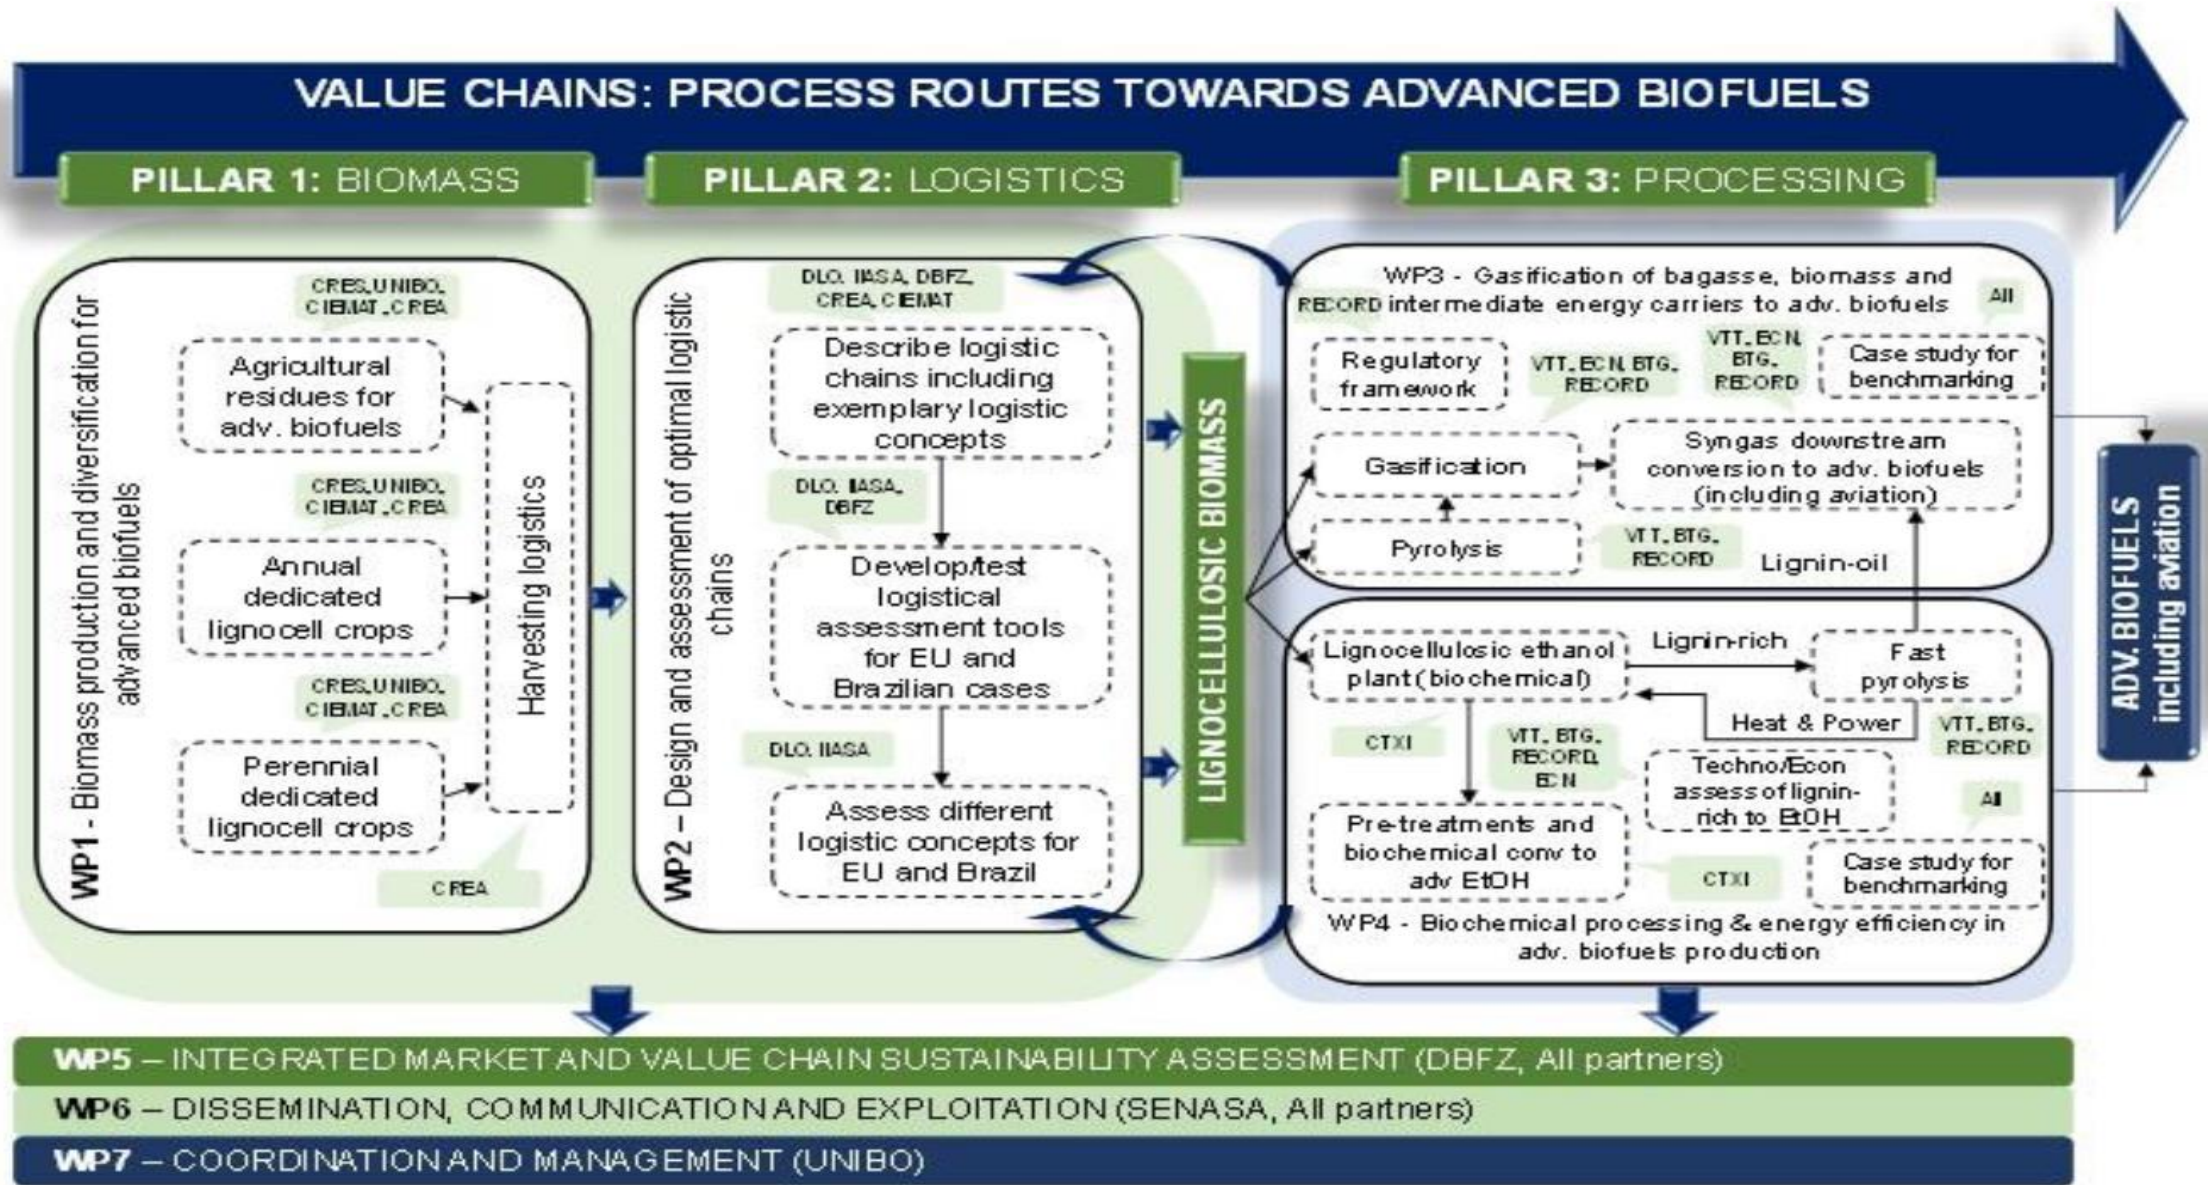 VALUE CHAINS: PROCESS ROUTES TOWARDS ADVANCED BIOFUELS
PILLAR 1: BIOMASS
PILLAR 2: LOGISTICS
PILLAR 3: PROCESSING
WP1 - Biomass production and diversification for
advanced biofuels
CRES,UNIBO,
CIEMAT,CREA
Agricultural
residues for
adv. biofuels
CRES,UNIBO,
CIEMAT,CREA
Annual
dedicated
lignocell crops
CRES,UNIBO,
CIEMAT,CREA
Perennial
dedicated
lignocell crops
Harvesting logistics
CREA
WP2 – Design and assessment of optimal logistic
chains
DLO, IIASA, DBFZ,
CREA, CIEMAT
Describe logistic
chains including
exemplary logistic
concepts
DLO, IIASA,
DBFZ
Develop/test
logistical
assessment tools
for EU and
Brazilian cases
DLO, IIASA
Assess different
logistic concepts for
EU and Brazil
LIGNOCELLULOSIC BIOMASS
WP3 - Gasification of bagasse, biomass and
intermediate energy carriers to adv. biofuels
RECORD
All
Regulatory
framework
VTT, ECN, BTG,
RECORD
VTT, ECN,
BTG,
RECORD
Case study for
benchmarking
Gasification
Syngas downstream
conversion to adv. biofuels
(including aviation)
Pyrolysis
VTT, BTG,
RECORD
Lignin-oil
Lignocellulosic ethanol
plant (biochemical)
Lignin-rich
Fast
pyrolysis
Heat & Power
CTXI
VTT, BTG,
RECORD,
ECN
VTT, BTG,
RECORD
Techno/Econ
assess of lignin-
rich to EtOH
All
Pre-treatments and
biochemical conv to
adv EtOH
CTXI
Case study for
benchmarking
WP4 - Biochemical processing & energy efficiency in
adv. biofuels production
ADV. BIOFUELS
including aviation
WP5 – INTEGRATED MARKET AND VALUE CHAIN SUSTAINABILITY ASSESSMENT (DBFZ, All partners)
WP6 – DISSEMINATION, COMMUNICATION AND EXPLOITATION (SENASA, All partners)
WP7 – COORDINATION AND MANAGEMENT (UNIBO)